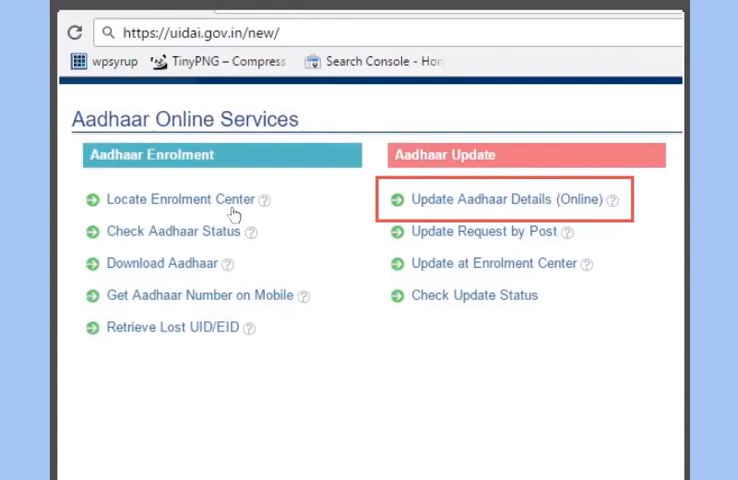 https://uidai.gov.in/new/
wpsyrup TinyPNG – Compress Search Console - Hon
Aadhaar Online Services
Aadhaar Enrolment
Locate Enrolment Center ?
Check Aadhaar Status ?
Download Aadhaar ?
Get Aadhaar Number on Mobile ?
Retrieve Lost UID/EID ?
Aadhaar Update
Update Aadhaar Details (Online) ?
Update Request by Post ?
Update at Enrolment Center ?
Check Update Status